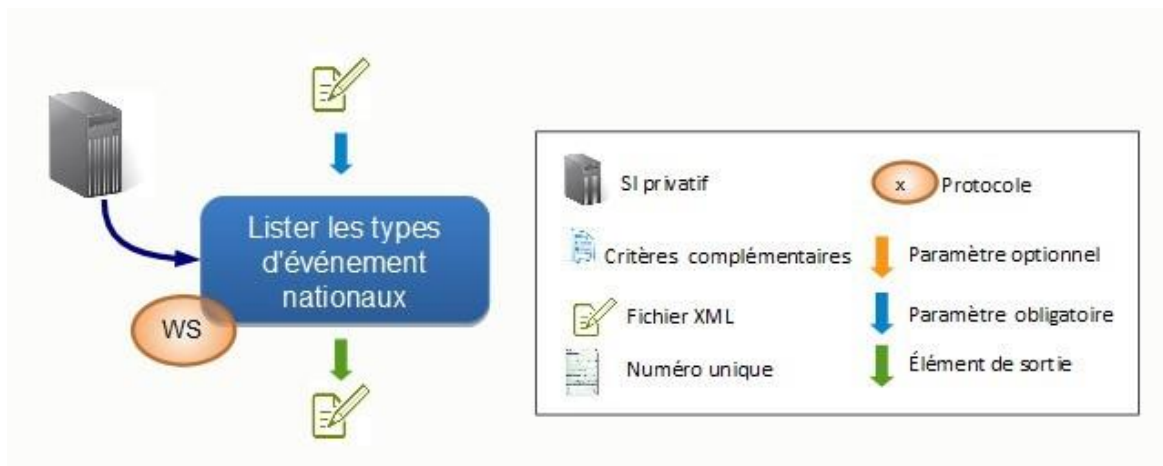 Lister les types
d'événement
nationaux
WS
SI privatif
x
Protocole
Critères complémentaires
Paramètre optionnel
Fichier XML
Paramètre obligatoire
Numéro unique
Élément de sortie